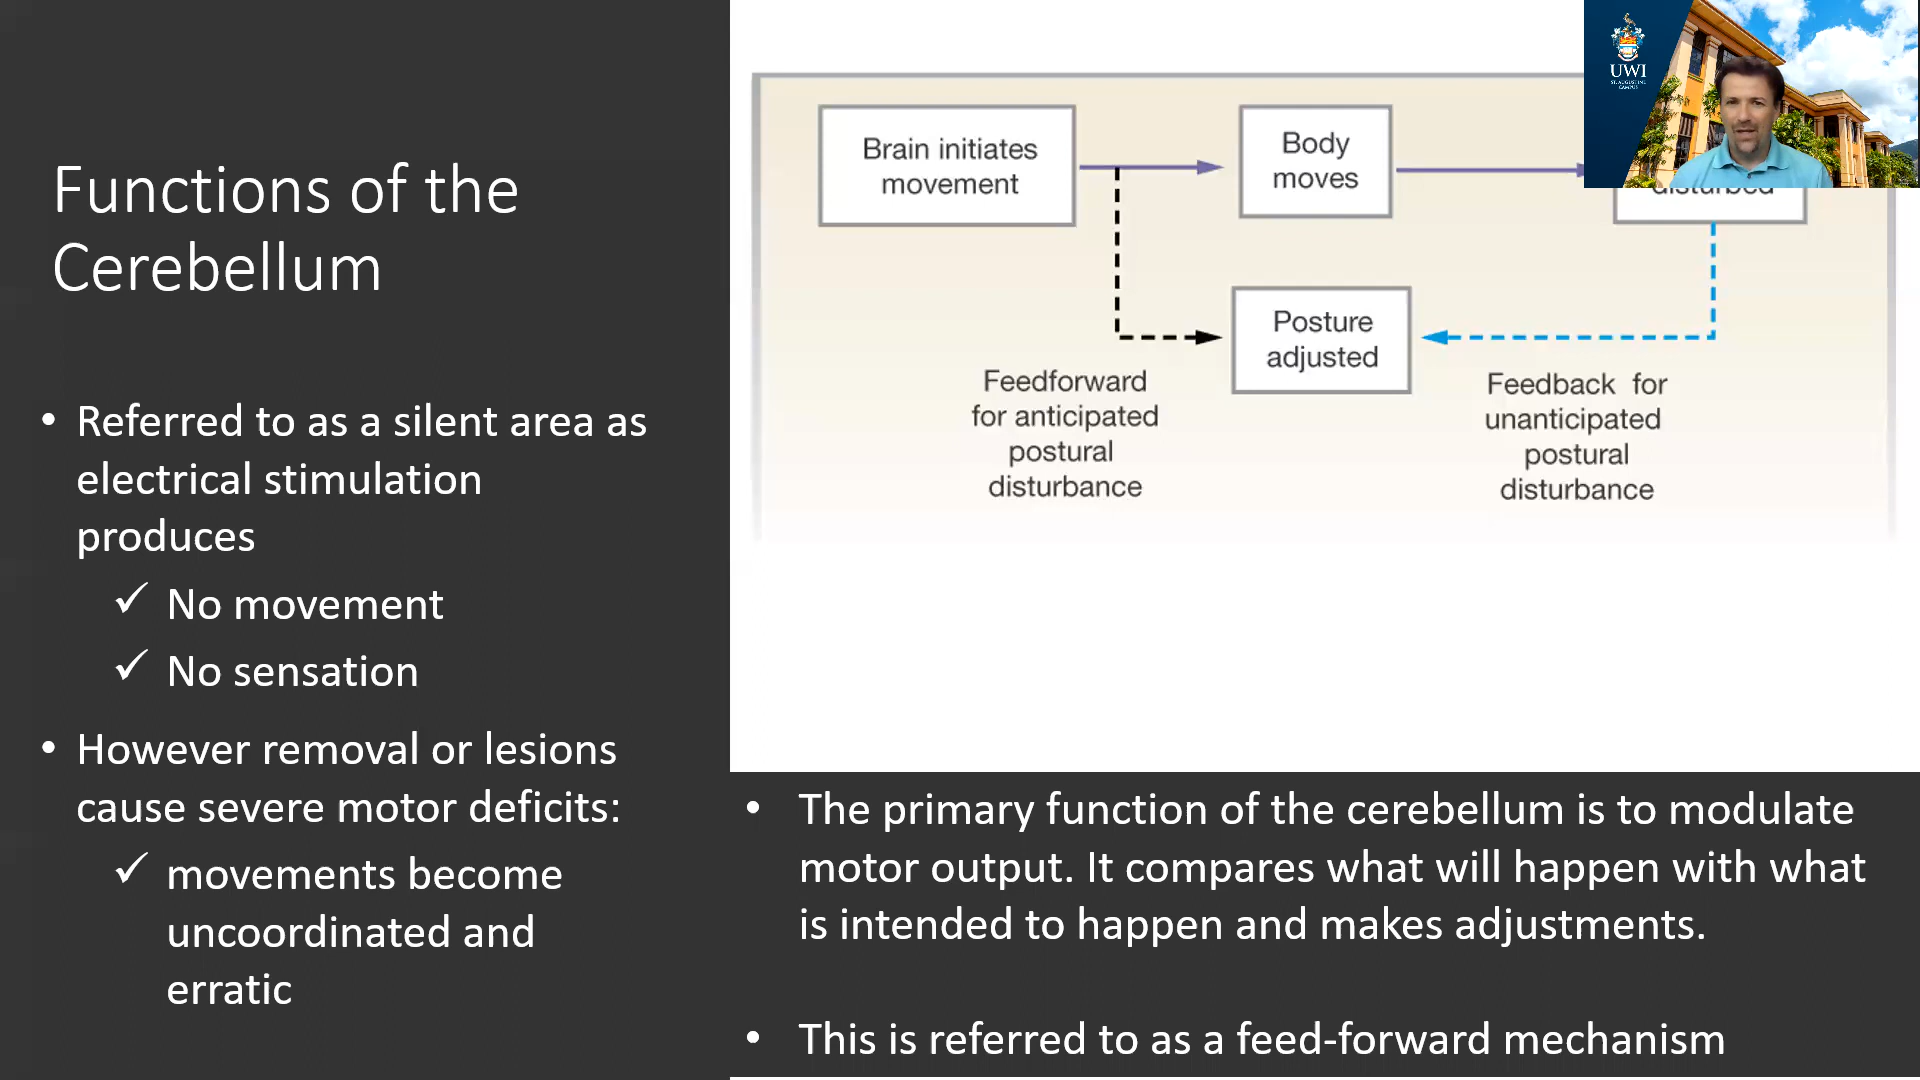 Functions of the
Cerebellum
• Referred to as a silent area as
electrical stimulation
produces
✓ No movement
✓ No sensation
• However removal or lesions
cause severe motor deficits:
✓ movements become
uncoordinated and
erratic
Brain initiates
movement
Body
moves
disturbed
Posture
adjusted
Feedforward
for anticipated
postural
disturbance
Feedback for
unanticipated
postural
disturbance
UWI
ST. AUGUSTINE
CAMPUS
• The primary function of the cerebellum is to modulate
motor output. It compares what will happen with what
is intended to happen and makes adjustments.
• This is referred to as a feed-forward mechanism